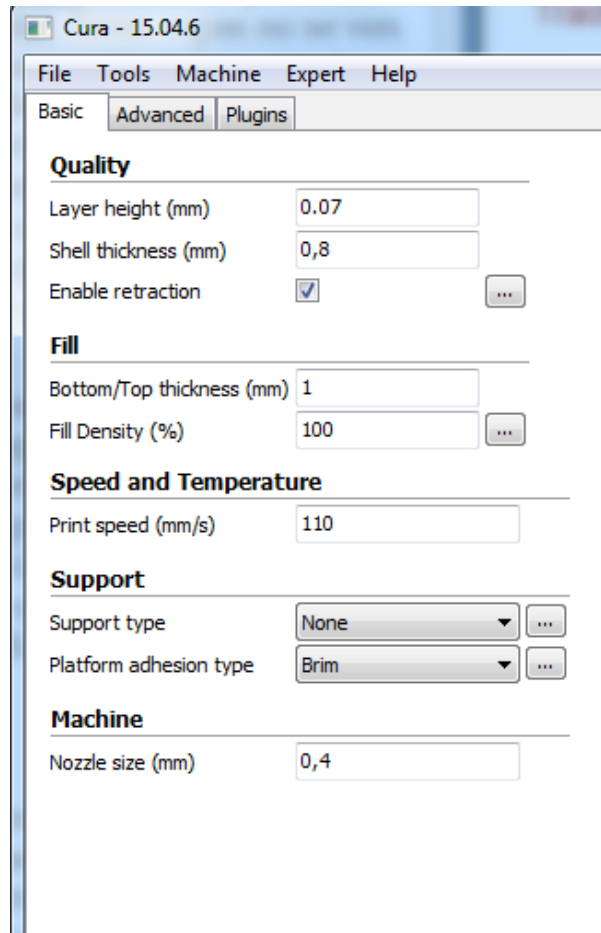 Cura - 15.04.6
File Tools Machine Expert Help
Basic Advanced Plugins
Quality
Layer height (mm) 0.07
Shell thickness (mm) 0,8
Enable retraction ...
Fill
Bottom/Top thickness (mm) 1
Fill Density (%) 100 ...
Speed and Temperature
Print speed (mm/s) 110
Support
Support type None ...
Platform adhesion type Brim ...
Machine
Nozzle size (mm) 0,4